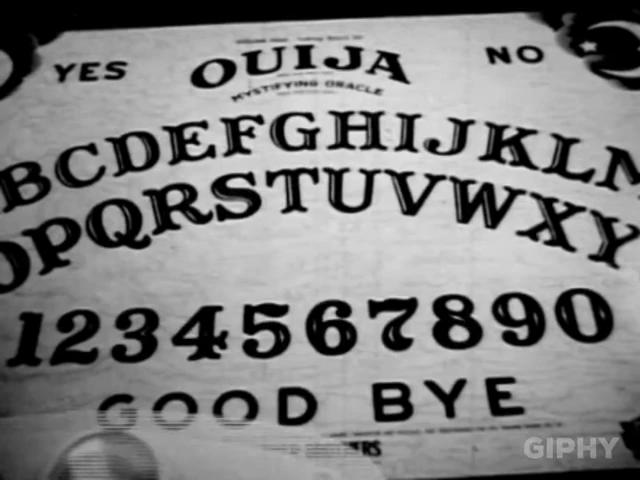 YES OUIJA NO
MYSTIFYING ORACLE
BCDEFGHIJKLM
OPQRSTUVWXY
1234567890
GOOD BYE
GIPHY